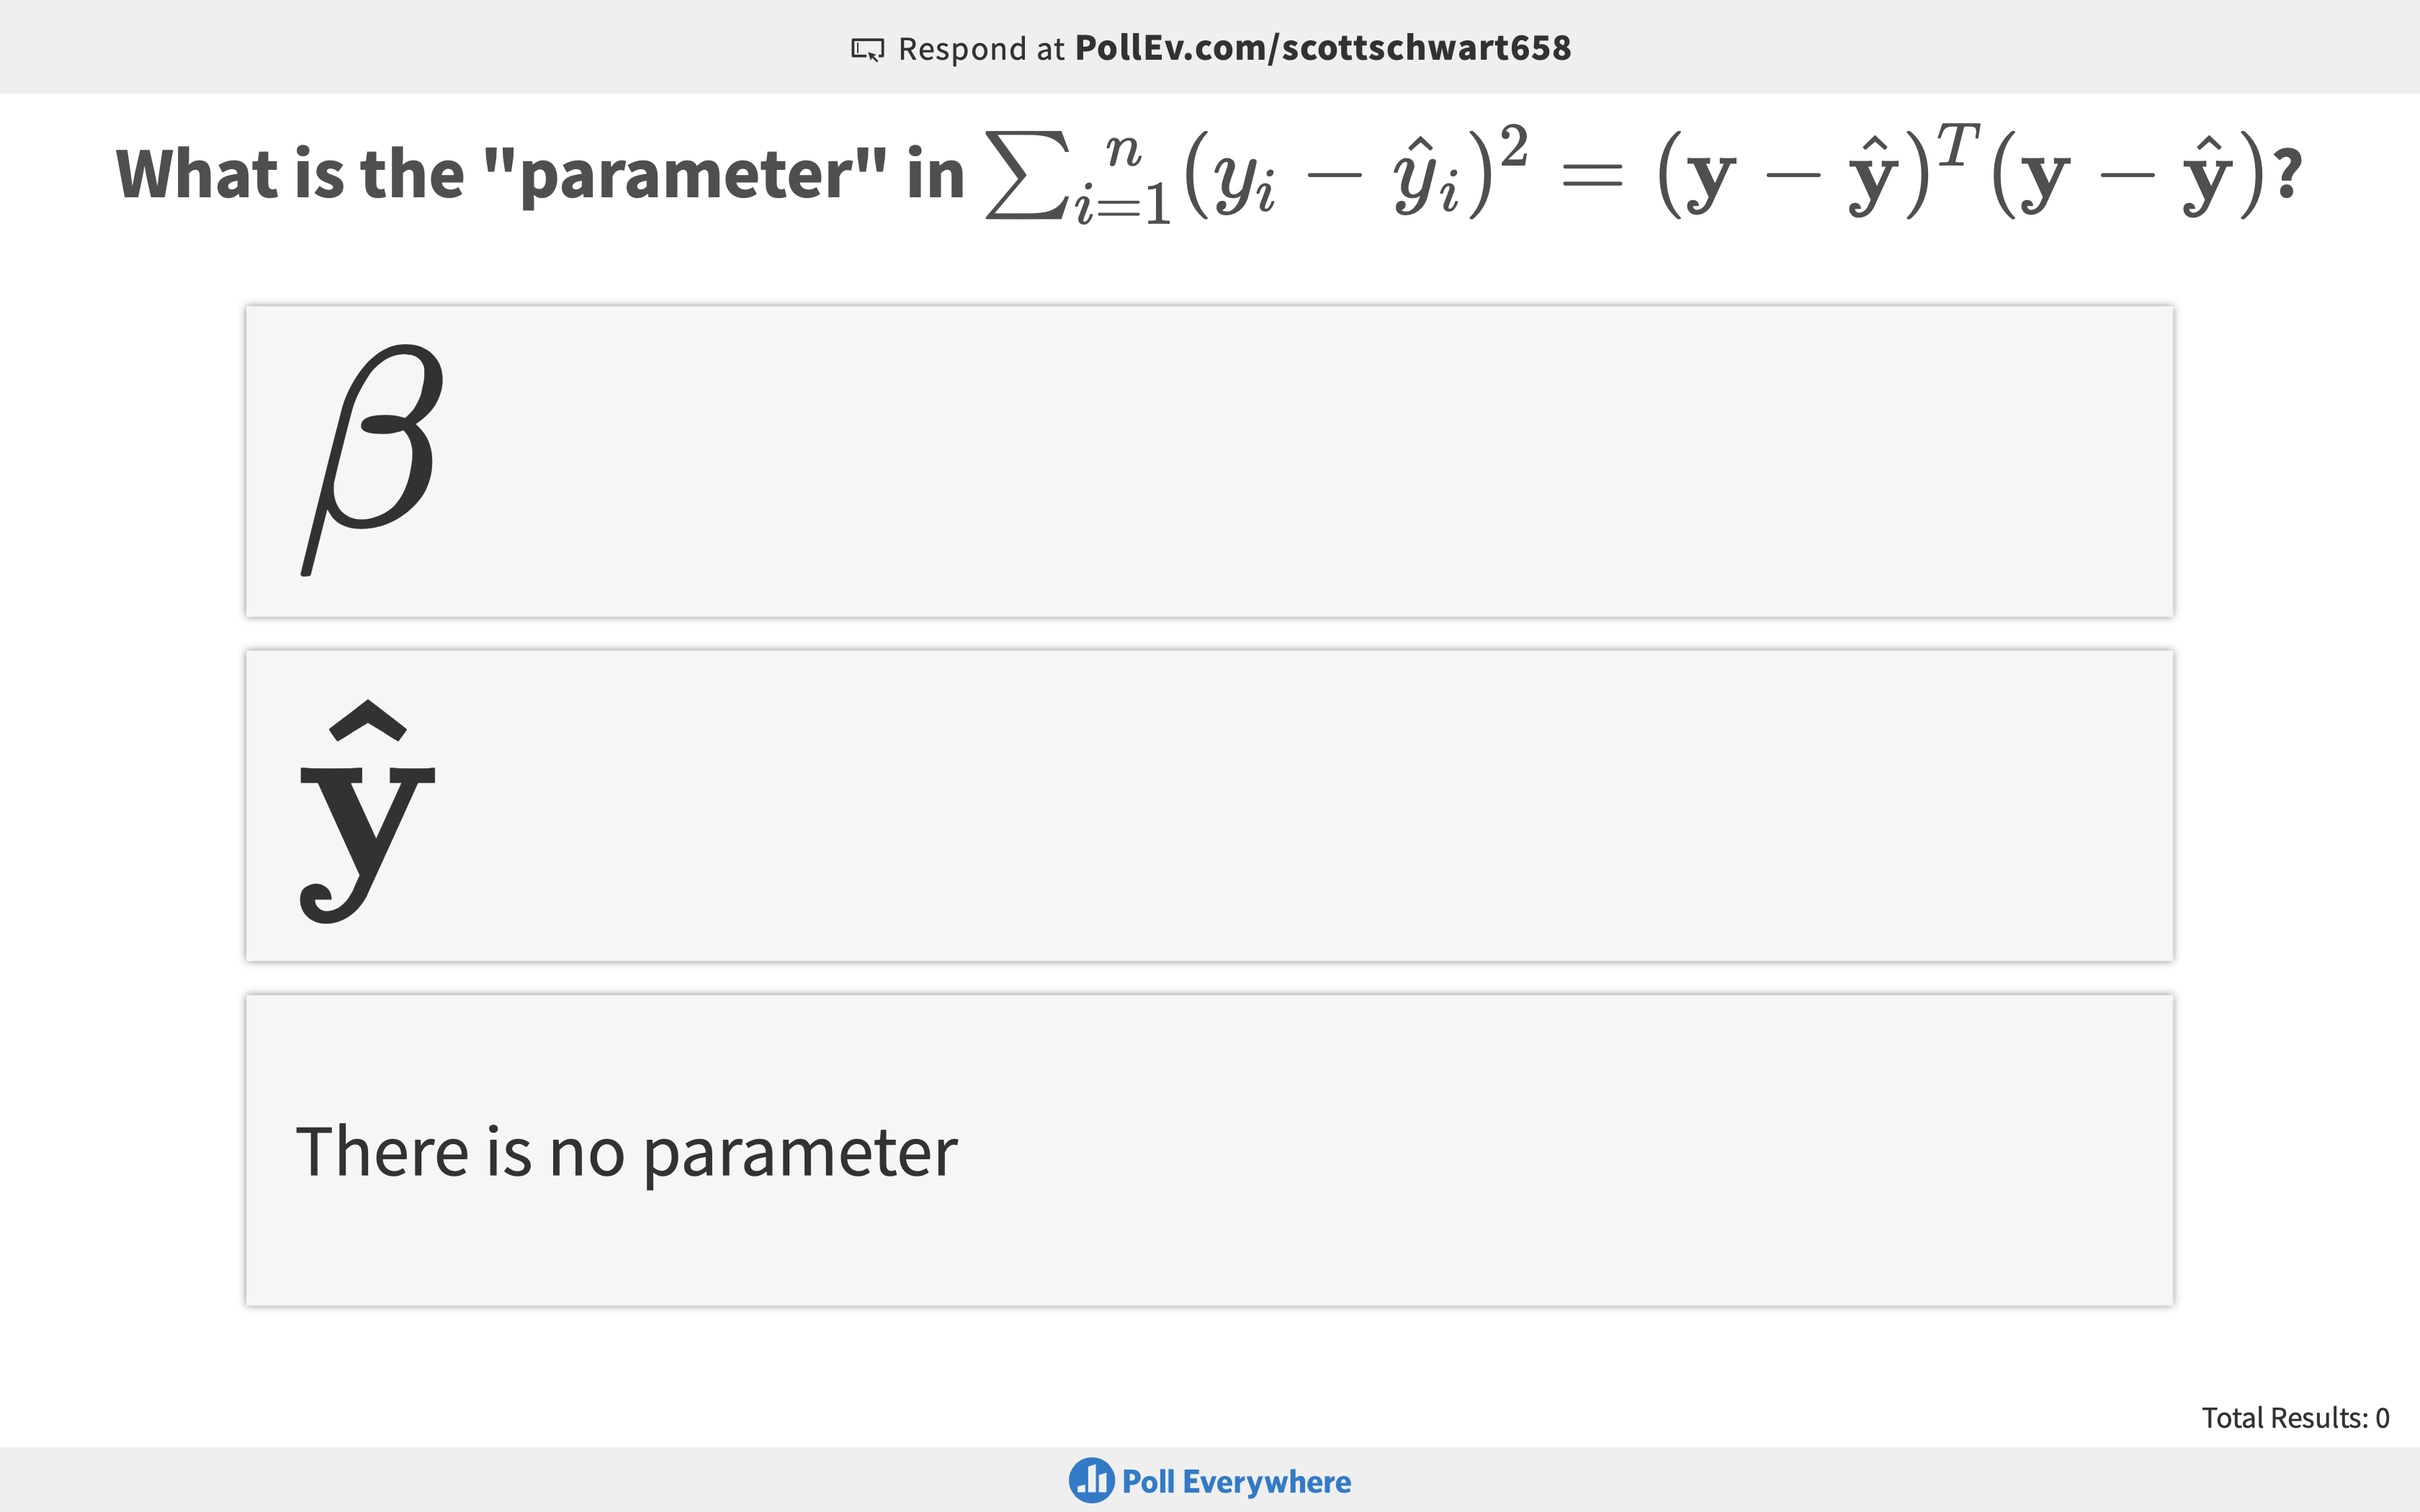 Respond at PollEv.com/scottschwart658
What is the "parameter" in $\sum_{i=1}^{n}(y_i - \hat{y}_i)^2 = (\mathbf{y} - \hat{\mathbf{y}})^T(\mathbf{y} - \hat{\mathbf{y}})$?
β
$\hat{\mathbf{y}}$
There is no parameter
Total Results: 0
Poll Everywhere